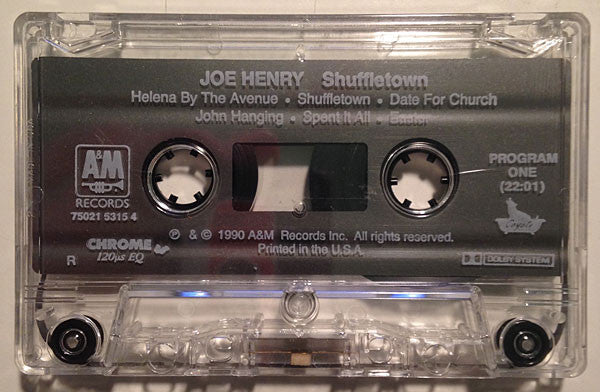 JOE HENRY Shuffletown
Helena By The Avenue • Shuffletown • Date For Church
John Hanging • Spent It All • Easter
A&M
RECORDS
75021 5315 4
PROGRAM
ONE
(22:01)
Coyote
℗ & © 1990 A&M Records Inc. All rights reserved.
Printed in the U.S.A.
CHROME
120µs EQ
R
DOLBY SYSTEM